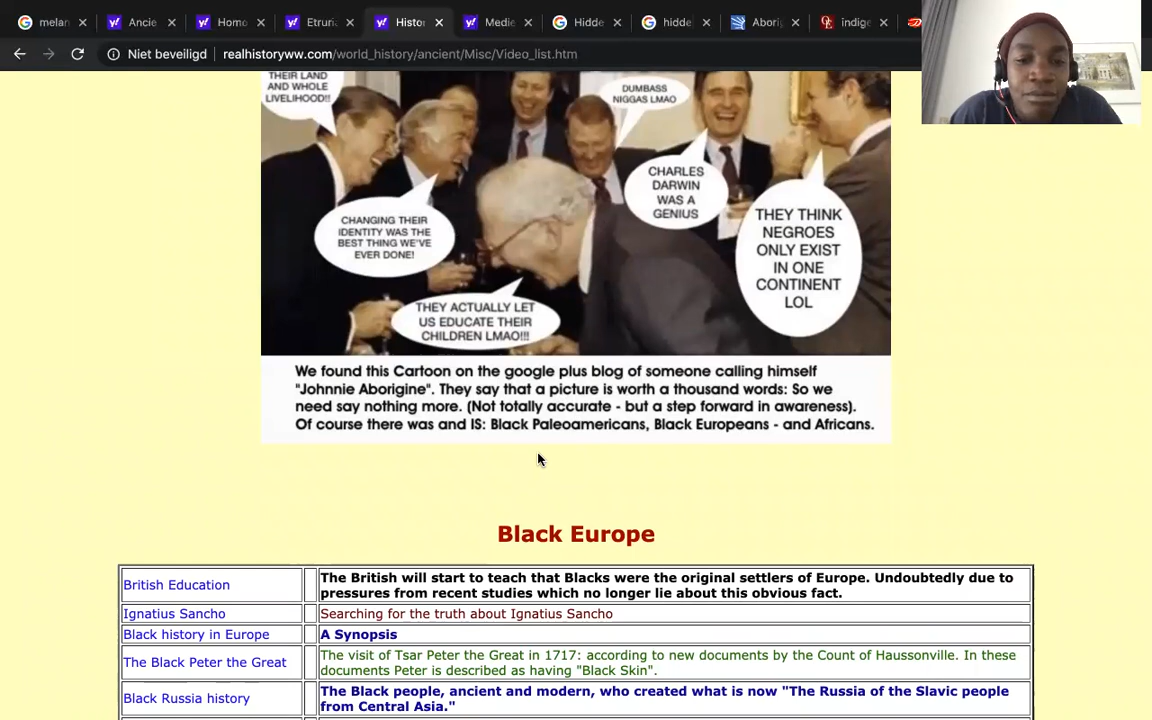 melan
Ancie
Homo
Etruri
Histor
Medie
Hidde
hidde
Abori
indige
Niet beveiligd
realhistoryww.com/world_history/ancient/Misc/Video_list.htm
THEIR LAND
AND WHOLE
LIVELIHOOD!!
DUMBASS
NIGGAS LMAO
CHARLES
DARWIN
WAS A
GENIUS
THEY THINK
NEGROES
ONLY EXIST
IN ONE
CONTINENT
LOL
CHANGING THEIR
IDENTITY WAS THE
BEST THING WE'VE
EVER DONE!
THEY ACTUALLY LET
US EDUCATE THEIR
CHILDREN LMAO!!!
We found this Cartoon on the google plus blog of someone calling himself
"Johnnie Aborigine". They say that a picture is worth a thousand words: So we
need say nothing more. (Not totally accurate - but a step forward in awareness).
Of course there was and IS: Black Paleoamericans, Black Europeans - and Africans.
Black Europe
British Education
The British will start to teach that Blacks were the original settlers of Europe. Undoubtedly due to
pressures from recent studies which no longer lie about this obvious fact.
Ignatius Sancho
Searching for the truth about Ignatius Sancho
Black history in Europe
A Synopsis
The Black Peter the Great
The visit of Tsar Peter the Great in 1717: according to new documents by the Count of Haussonville. In these
documents Peter is described as having "Black Skin".
Black Russia history
The Black people, ancient and modern, who created what is now "The Russia of the Slavic people
from Central Asia."